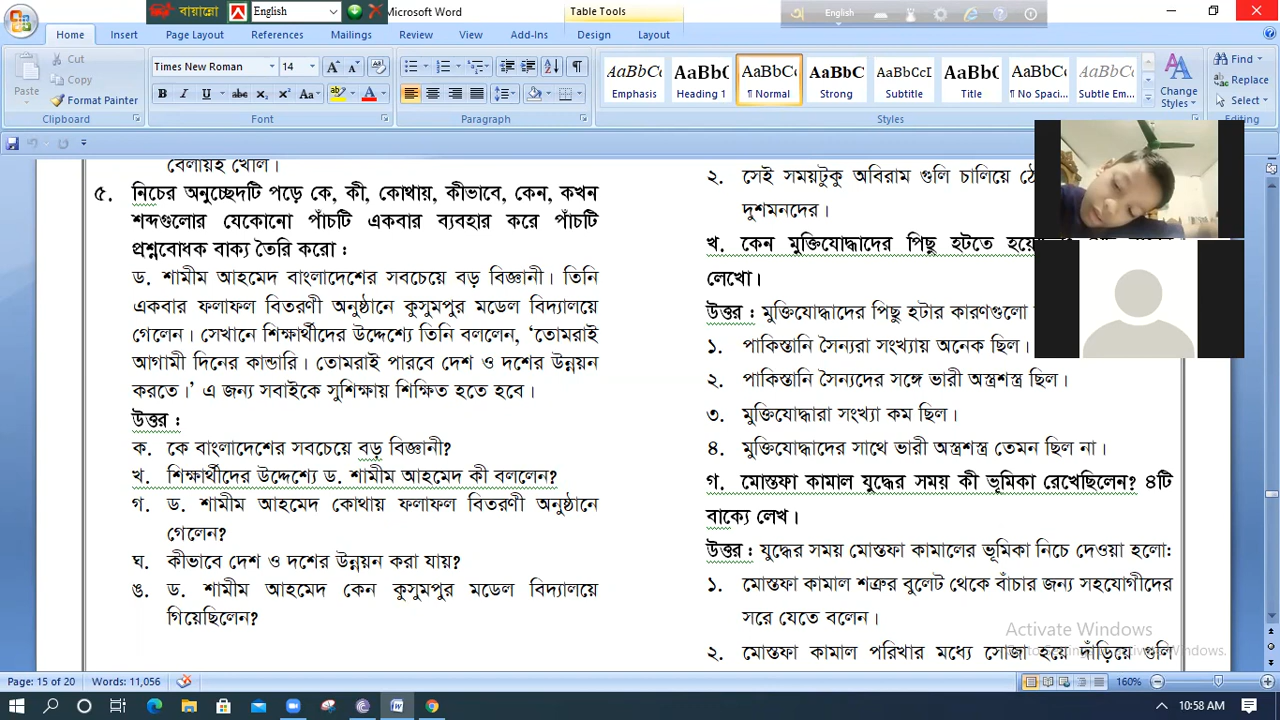 বায়ান্নো
English
Microsoft Word
Table Tools
English
Home
Insert
Page Layout
References
Mailings
Review
View
Add-Ins
Design
Layout
Paste
Cut
Copy
Format Painter
Clipboard
Times New Roman
14
Font
Paragraph
AaBbCc
Emphasis
AaBbC
Heading 1
AaBbC
¶ Normal
AaBbC
Strong
AaBbCcI
Subtitle
AaBbC
Title
AaBbC
¶ No Spaci...
AaBbC
Subtle Em...
Change
Styles
Styles
Find
Replace
Select
Editing
বেলায়ই খেলি।
৫. নিচের অনুচ্ছেদটি পড়ে কে, কী, কোথায়, কীভাবে, কেন, কখন
শব্দগুলোর যেকোনো পাঁচটি একবার ব্যবহার করে পাঁচটি
প্রশ্নবোধক বাক্য তৈরি করো :
ড. শামীম আহমেদ বাংলাদেশের সবচেয়ে বড় বিজ্ঞানী। তিনি
একবার ফলাফল বিতরণী অনুষ্ঠানে কুসুমপুর মডেল বিদ্যালয়ে
গেলেন। সেখানে শিক্ষার্থীদের উদ্দেশ্যে তিনি বললেন, ‘তোমরাই
আগামী দিনের কান্ডারি। তোমরাই পারবে দেশ ও দশের উন্নয়ন
করতে।’ এ জন্য সবাইকে সুশিক্ষায় শিক্ষিত হতে হবে।
উত্তর :
ক. কে বাংলাদেশের সবচেয়ে বড় বিজ্ঞানী?
খ. শিক্ষার্থীদের উদ্দেশ্যে ড. শামীম আহমেদ কী বললেন?
গ. ড. শামীম আহমেদ কোথায় ফলাফল বিতরণী অনুষ্ঠানে
গেলেন?
ঘ. কীভাবে দেশ ও দশের উন্নয়ন করা যায়?
ঙ. ড. শামীম আহমেদ কেন কুসুমপুর মডেল বিদ্যালয়ে
গিয়েছিলেন?
২. সেই সময়টুকু অবিরাম গুলি চালিয়ে
দুশমনদের।
খ. কেন মুক্তিযোদ্ধাদের পিছু হটতে
লেখো।
উত্তর : মুক্তিযোদ্ধাদের পিছু হটার কারণগুলো
১. পাকিস্তানি সৈন্যরা সংখ্যায় অনেক ছিল।
২. পাকিস্তানি সৈন্যদের সঙ্গে ভারী অস্ত্রশস্ত্র ছিল।
৩. মুক্তিযোদ্ধারা সংখ্যা কম ছিল।
৪. মুক্তিযোদ্ধাদের সাথে ভারী অস্ত্রশস্ত্র তেমন ছিল না।
গ. মোস্তফা কামাল যুদ্ধের সময় কী ভূমিকা রেখেছিলেন? ৪টি
বাক্যে লেখ।
উত্তর : যুদ্ধের সময় মোস্তফা কামালের ভূমিকা নিচে দেওয়া হলো:
১. মোস্তফা কামাল শত্রুর বুলেট থেকে বাঁচার জন্য সহযোগীদের
সরে যেতে বলেন।
২. মোস্তফা কামাল পরিখার মধ্যে সোজা হয়ে দাঁড়িয়ে গুলি
Activate Windows
Page: 15 of 20
Words: 11,056
160%
10:58 AM